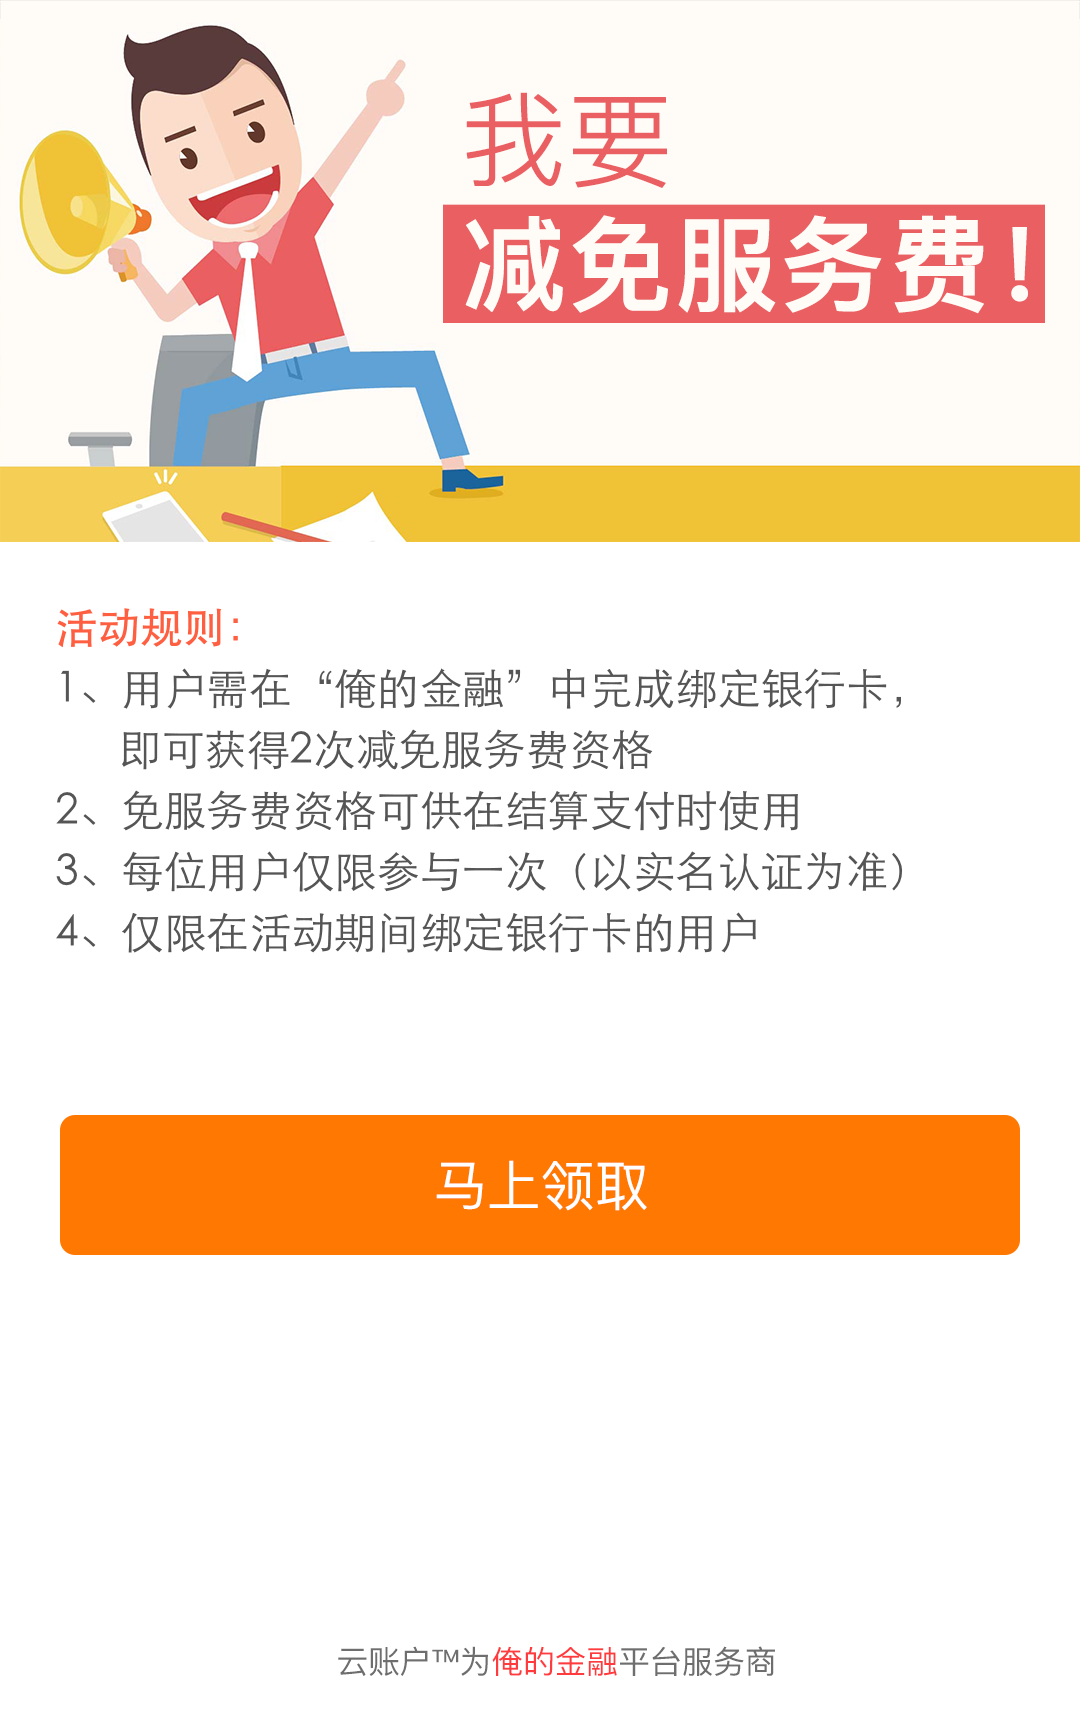 我要
减免服务费!
活动规则：
1、用户需在“俺的金融”中完成绑定银行卡，
即可获得2次减免服务费资格
2、免服务费资格可供在结算支付时使用
3、每位用户仅限参与一次（以实名认证为准）
4、仅限在活动期间绑定银行卡的用户
马上领取
云账户™为俺的金融平台服务商